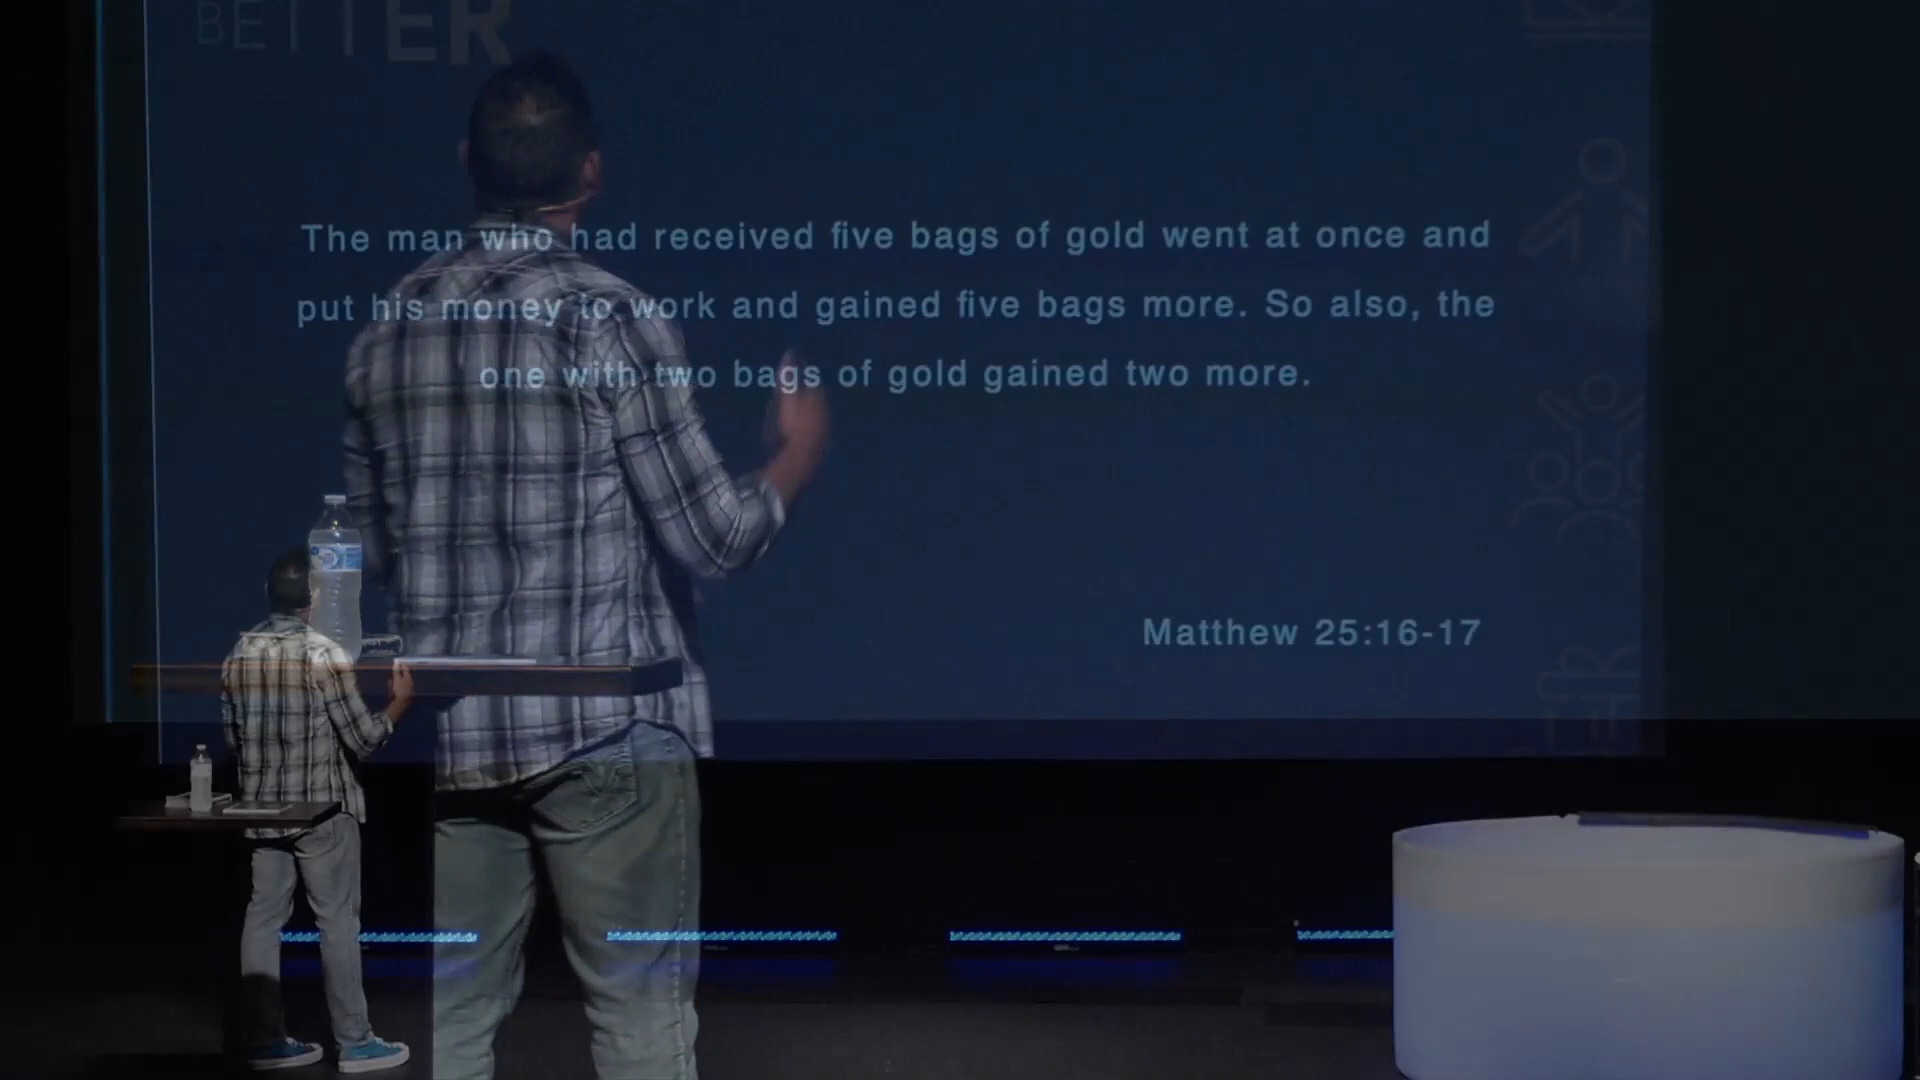 BETTER
The man who had received five bags of gold went at once and
put his money to work and gained five bags more. So also, the
one with two bags of gold gained two more.
Matthew 25:16-17